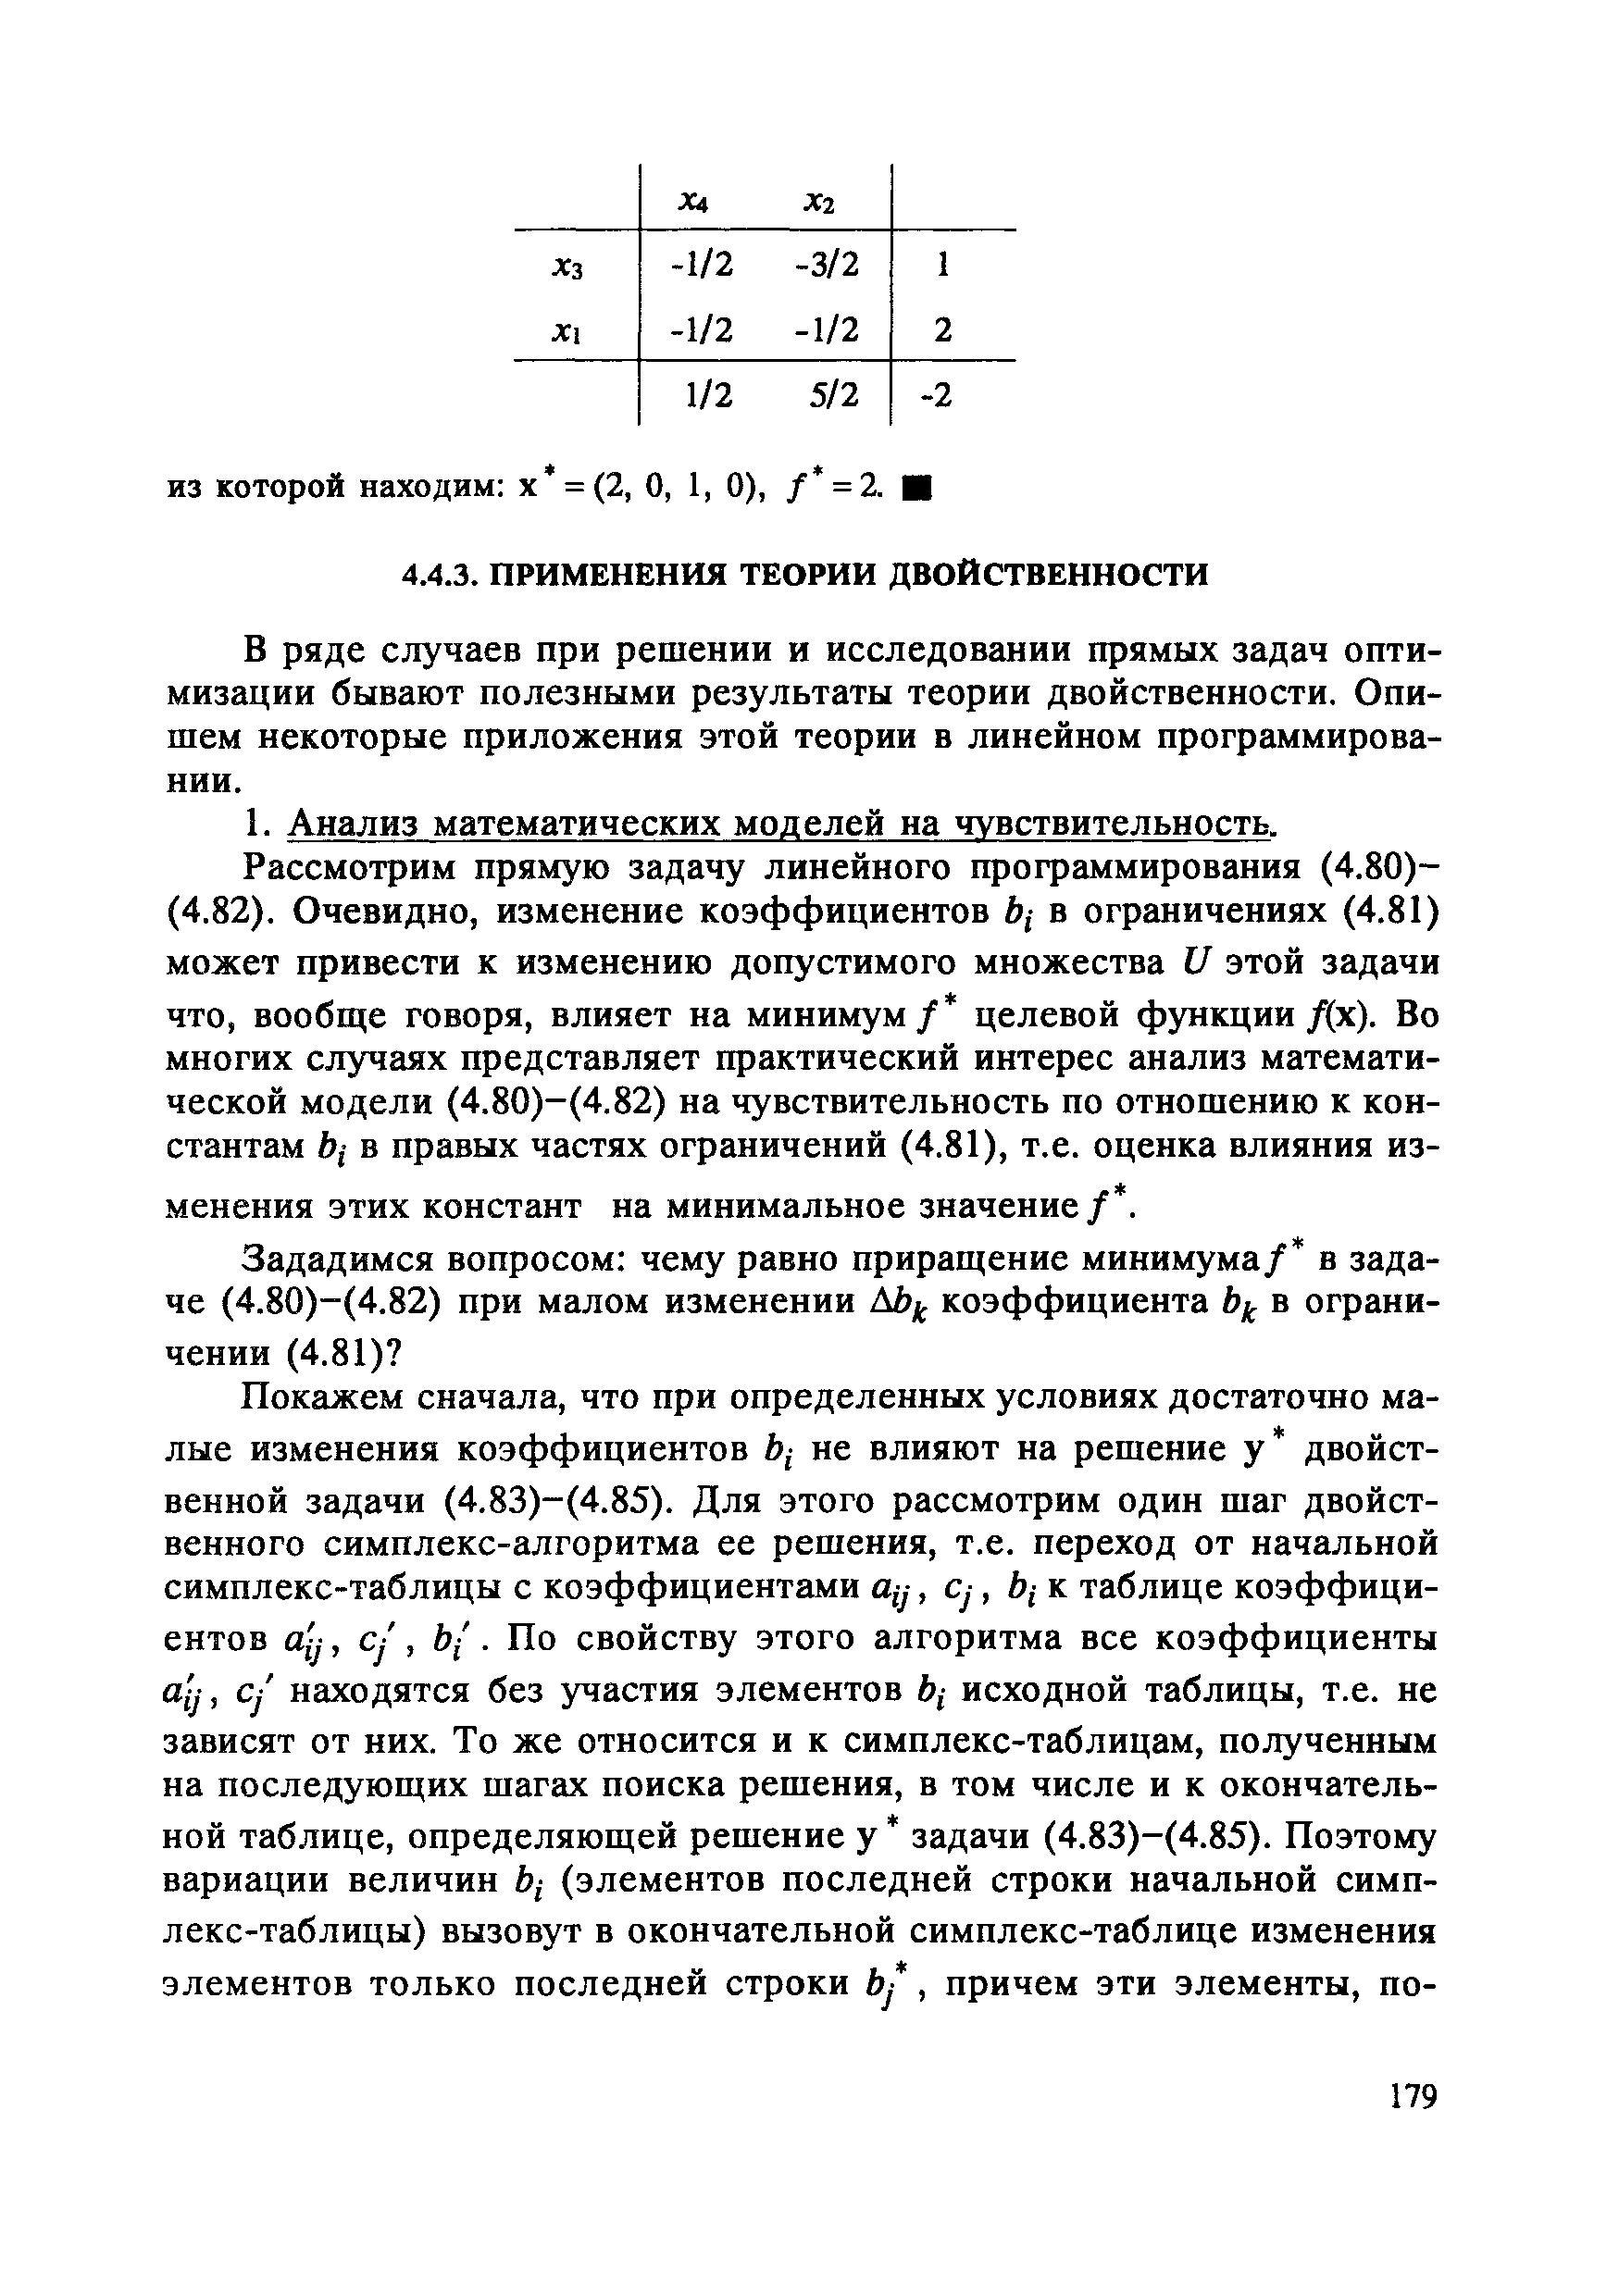 x₄ x₂
x₃ -1/2 -3/2 1
x₁ -1/2 -1/2 2
1/2 5/2 -2
из которой находим: x* = (2, 0, 1, 0), f* = 2. ■
4.4.3. ПРИМЕНЕНИЯ ТЕОРИИ ДВОЙСТВЕННОСТИ
В ряде случаев при решении и исследовании прямых задач опти-
мизации бывают полезными результаты теории двойственности. Опи-
шем некоторые приложения этой теории в линейном программирова-
нии.
1. Анализ математических моделей на чувствительность.
Рассмотрим прямую задачу линейного программирования (4.80)–
(4.82). Очевидно, изменение коэффициентов bᵢ в ограничениях (4.81)
может привести к изменению допустимого множества U этой задачи
что, вообще говоря, влияет на минимум f* целевой функции f(x). Во
многих случаях представляет практический интерес анализ математи-
ческой модели (4.80)–(4.82) на чувствительность по отношению к кон-
стантам bᵢ в правых частях ограничений (4.81), т.е. оценка влияния из-
менения этих констант на минимальное значение f*.
Зададимся вопросом: чему равно приращение минимума f* в зада-
че (4.80)–(4.82) при малом изменении Δbₖ коэффициента bₖ в ограни-
чении (4.81)?
Покажем сначала, что при определенных условиях достаточно ма-
лые изменения коэффициентов bᵢ не влияют на решение y* двойст-
венной задачи (4.83)–(4.85). Для этого рассмотрим один шаг двойст-
венного симплекс-алгоритма ее решения, т.е. переход от начальной
симплекс-таблицы с коэффициентами aᵢⱼ, cⱼ, bᵢ к таблице коэффици-
ентов a'ᵢⱼ, cⱼ', bᵢ'. По свойству этого алгоритма все коэффициенты
a'ᵢⱼ, cⱼ' находятся без участия элементов bᵢ исходной таблицы, т.е. не
зависят от них. То же относится и к симплекс-таблицам, полученным
на последующих шагах поиска решения, в том числе и к окончатель-
ной таблице, определяющей решение y* задачи (4.83)–(4.85). Поэтому
вариации величин bᵢ (элементов последней строки начальной симп-
лекс-таблицы) вызовут в окончательной симплекс-таблице изменения
элементов только последней строки bⱼ*, причем эти элементы, по-
179